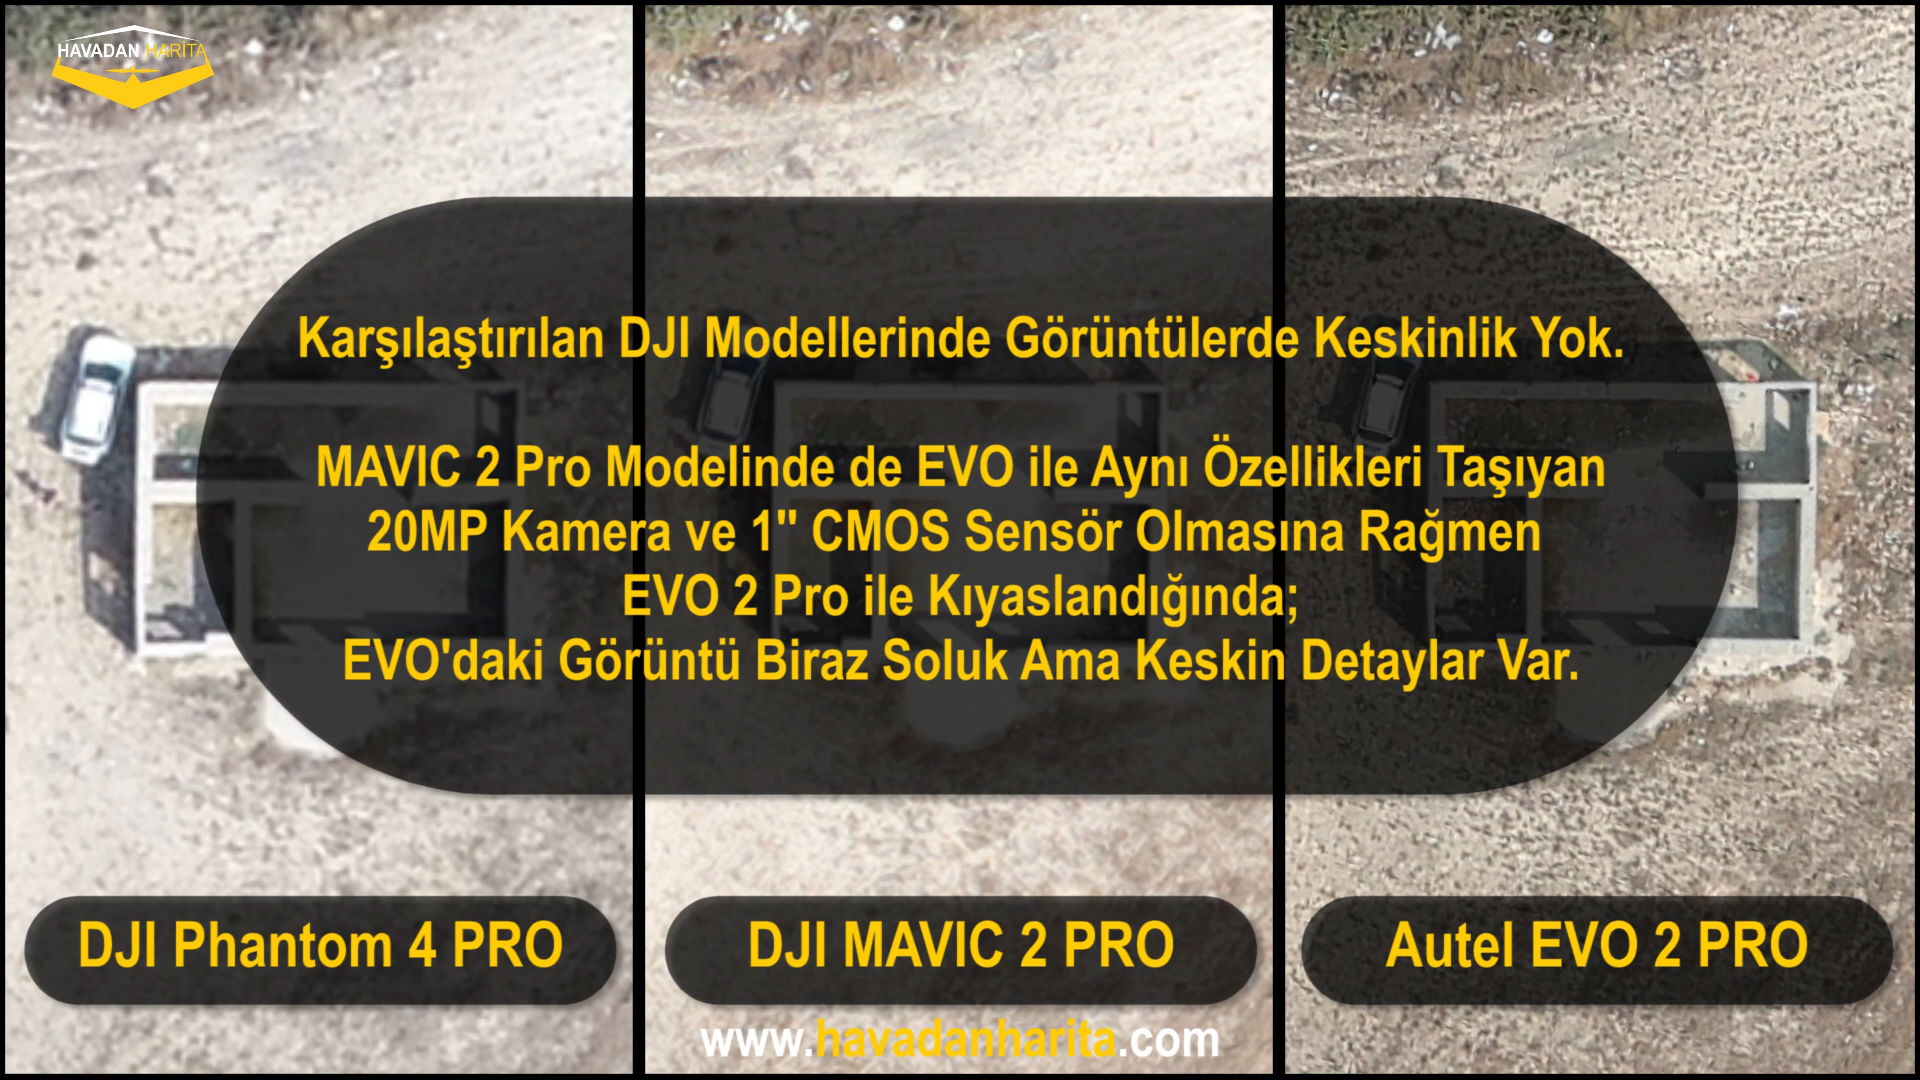 HAVADAN HARİTA
Karşılaştırılan DJI Modellerinde Görüntülerde Keskinlik Yok.
MAVIC 2 Pro Modelinde de EVO ile Aynı Özellikleri Taşıyan
20MP Kamera ve 1" CMOS Sensör Olmasına Rağmen
EVO 2 Pro ile Kıyaslandığında;
EVO'daki Görüntü Biraz Soluk Ama Keskin Detaylar Var.
DJI Phantom 4 PRO
DJI MAVIC 2 PRO
Autel EVO 2 PRO
www.havadanharita.com